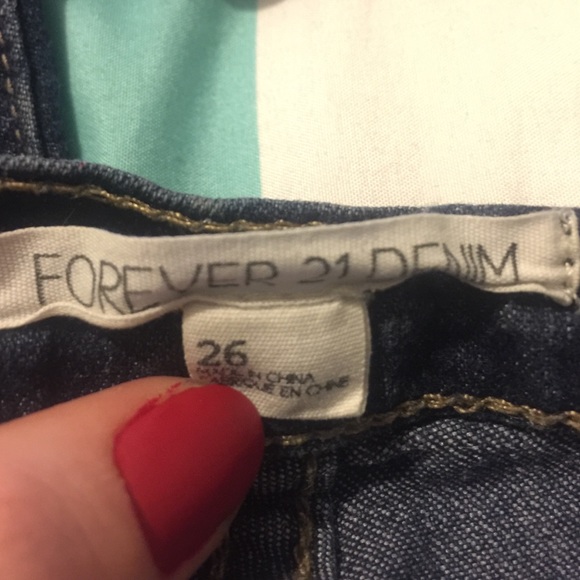 FOREVER 21 DENIM
26
MADE IN CHINA
FABRIQUE EN CHINE